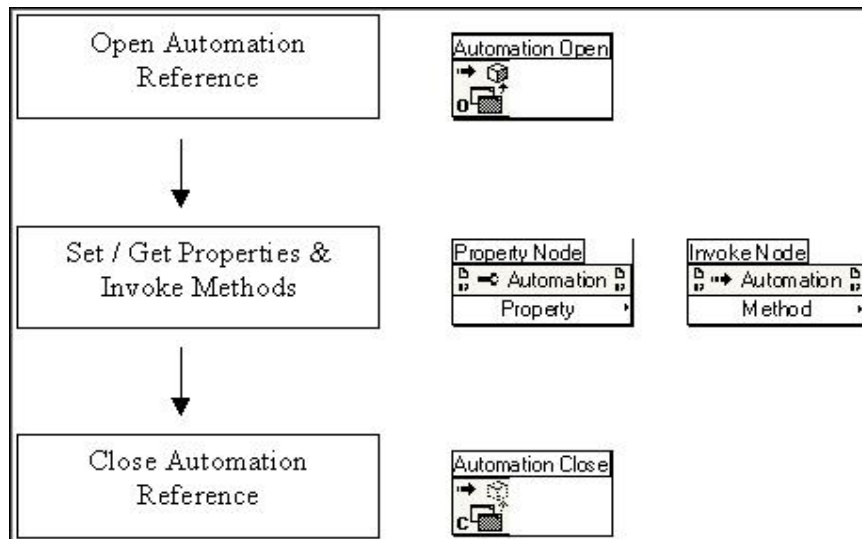 Open Automation
Reference
Automation Open
O
Set / Get Properties &
Invoke Methods
Property Node
Automation
Property
Invoke Node
Automation
Method
Close Automation
Reference
Automation Close
C